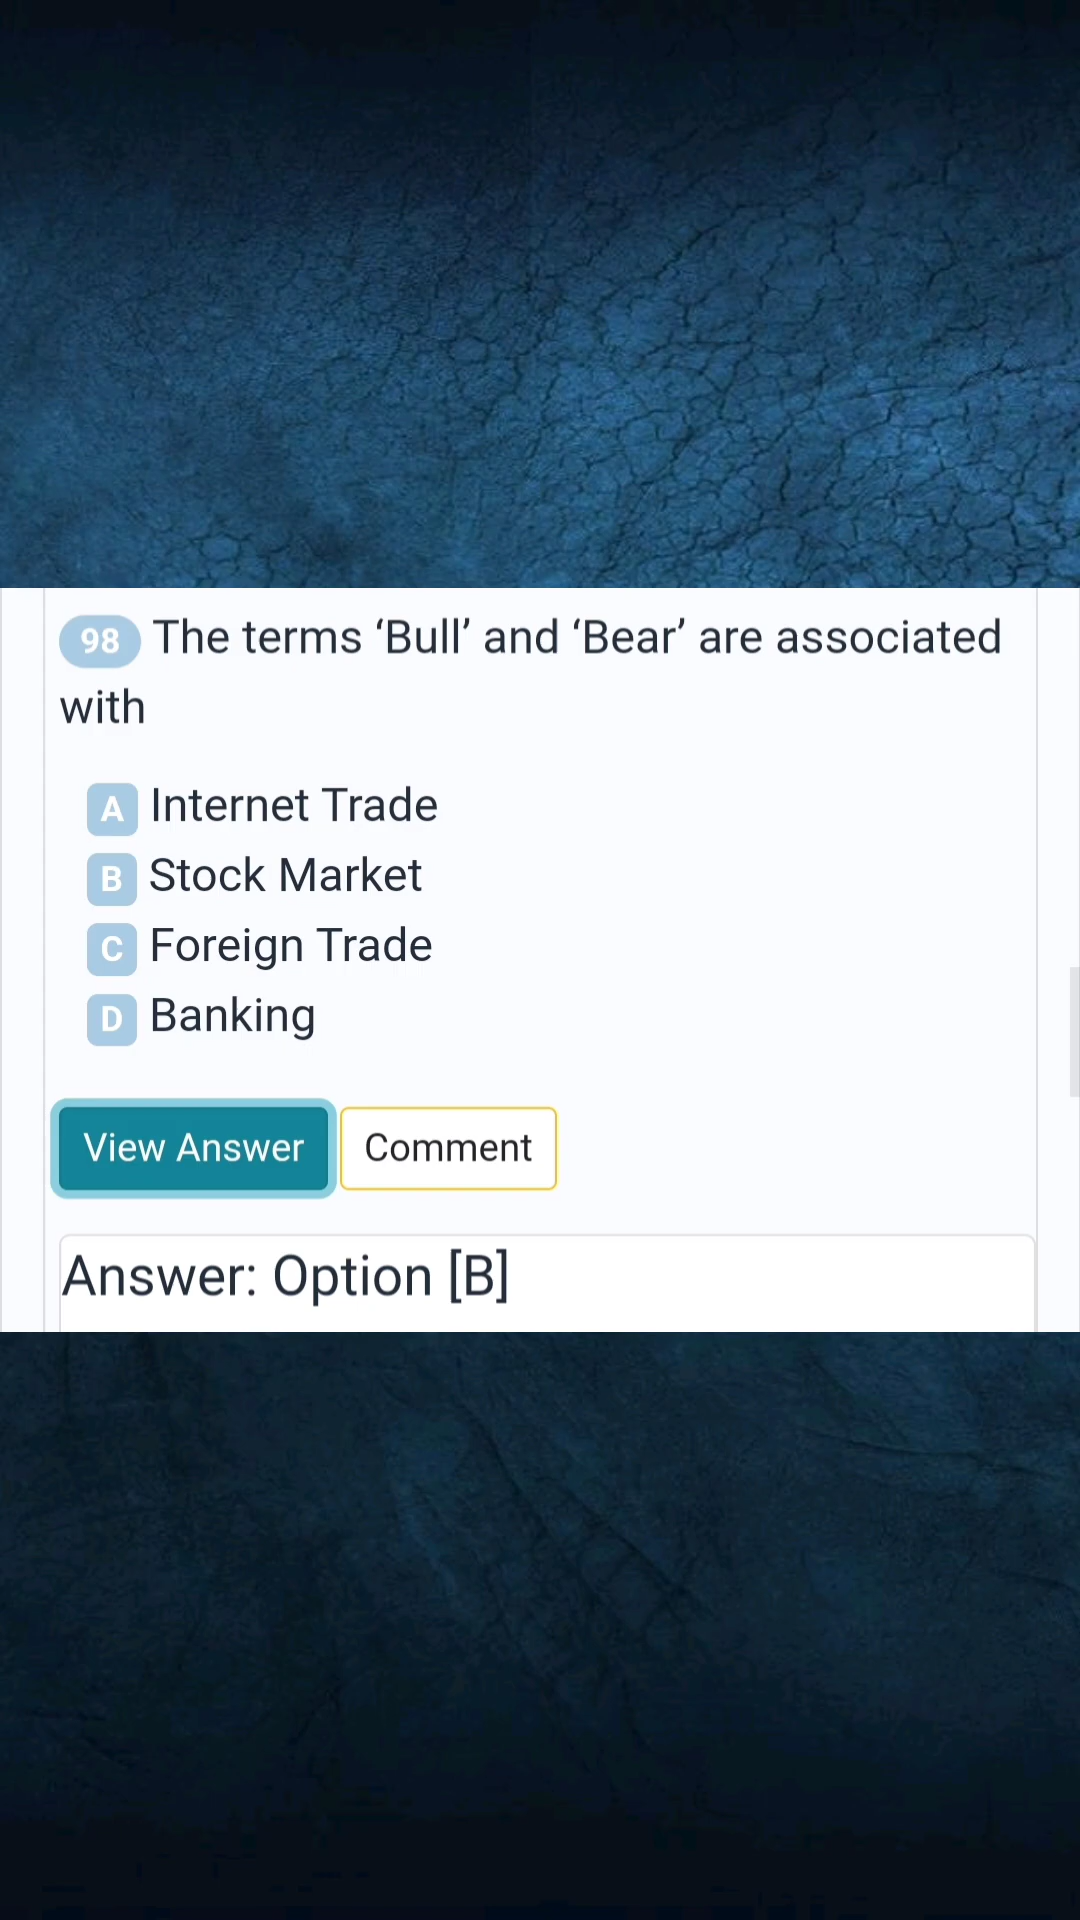 98 The terms ‘Bull’ and ‘Bear’ are associated
with
A Internet Trade
B Stock Market
C Foreign Trade
D Banking
View Answer Comment
Answer: Option [B]